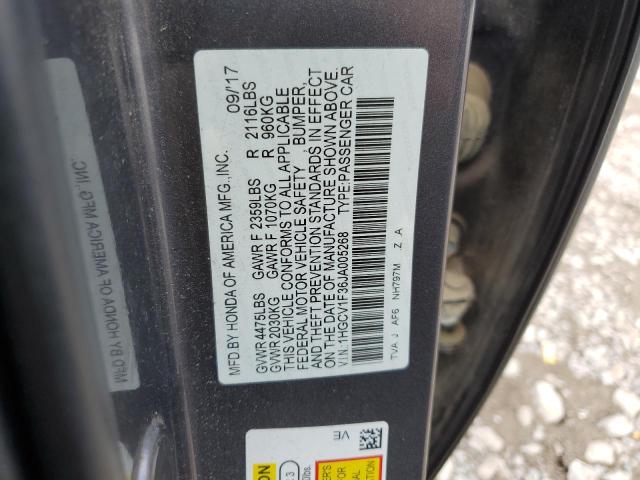 MFD BY HONDA OF AMERICA MFG.,INC. 09/'17
GVWR 4475LBS GAWR F 2359LBS R 2116LBS
GVWR 2030KG GAWR F 1070KG R 960KG
THIS VEHICLE CONFORMS TO ALL APPLICABLE
FEDERAL MOTOR VEHICLE SAFETY , BUMPER,
AND THEFT PREVENTION STANDARDS IN EFFECT
ON THE DATE OF MANUFACTURE SHOWN ABOVE.
V.I.N.:1HGCV1F36JA005268 TYPE:PASSENGER CAR
TVA J AF6 NH797M Z A
MFG BY HONDA OF AMERICA MFG., INC.